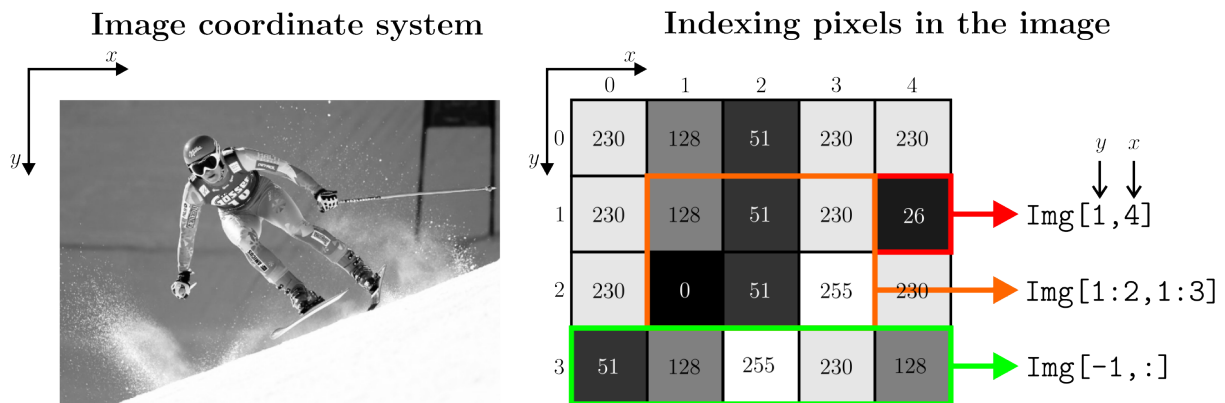 Image coordinate system
x
y
Gösser
Indexing pixels in the image
x
y
0 1 2 3 4
0 230 128 51 230 230
1 230 128 51 230 26
2 230 0 51 255 230
3 51 128 255 230 128
y x
Img[1,4]
Img[1:2,1:3]
Img[-1,:]